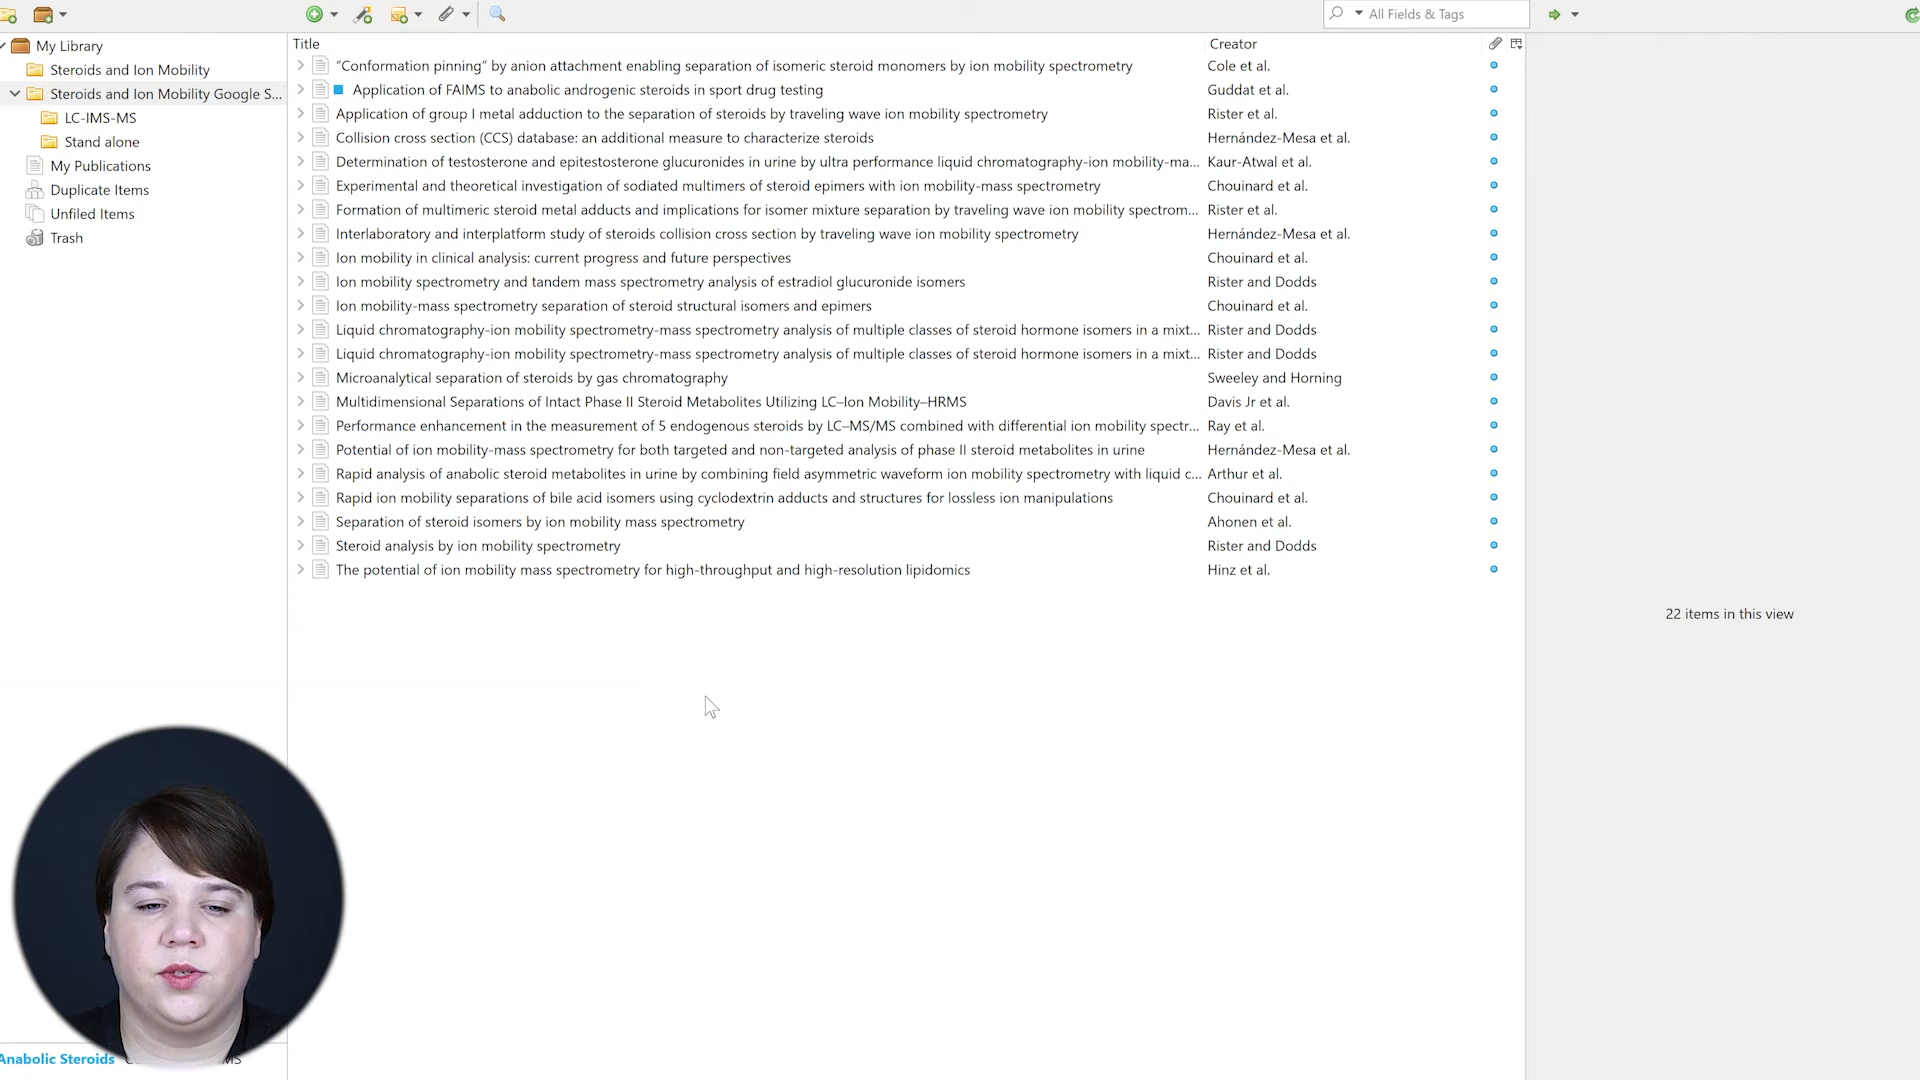 All Fields & Tags
My Library
Steroids and Ion Mobility
Steroids and Ion Mobility Google S...
LC-IMS-MS
Stand alone
My Publications
Duplicate Items
Unfiled Items
Trash
Title Creator
"Conformation pinning" by anion attachment enabling separation of isomeric steroid monomers by ion mobility spectrometry Cole et al.
Application of FAIMS to anabolic androgenic steroids in sport drug testing Guddat et al.
Application of group I metal adduction to the separation of steroids by traveling wave ion mobility spectrometry Rister et al.
Collision cross section (CCS) database: an additional measure to characterize steroids Hernández-Mesa et al.
Determination of testosterone and epitestosterone glucuronides in urine by ultra performance liquid chromatography-ion mobility-ma... Kaur-Atwal et al.
Experimental and theoretical investigation of sodiated multimers of steroid epimers with ion mobility-mass spectrometry Chouinard et al.
Formation of multimeric steroid metal adducts and implications for isomer mixture separation by traveling wave ion mobility spectrom... Rister et al.
Interlaboratory and interplatform study of steroids collision cross section by traveling wave ion mobility spectrometry Hernández-Mesa et al.
Ion mobility in clinical analysis: current progress and future perspectives Chouinard et al.
Ion mobility spectrometry and tandem mass spectrometry analysis of estradiol glucuronide isomers Rister and Dodds
Ion mobility-mass spectrometry separation of steroid structural isomers and epimers Chouinard et al.
Liquid chromatography-ion mobility spectrometry-mass spectrometry analysis of multiple classes of steroid hormone isomers in a mixt... Rister and Dodds
Liquid chromatography-ion mobility spectrometry-mass spectrometry analysis of multiple classes of steroid hormone isomers in a mixt... Rister and Dodds
Microanalytical separation of steroids by gas chromatography Sweeley and Horning
Multidimensional Separations of Intact Phase II Steroid Metabolites Utilizing LC–Ion Mobility–HRMS Davis Jr et al.
Performance enhancement in the measurement of 5 endogenous steroids by LC–MS/MS combined with differential ion mobility spectr... Ray et al.
Potential of ion mobility-mass spectrometry for both targeted and non-targeted analysis of phase II steroid metabolites in urine Hernández-Mesa et al.
Rapid analysis of anabolic steroid metabolites in urine by combining field asymmetric waveform ion mobility spectrometry with liquid c... Arthur et al.
Rapid ion mobility separations of bile acid isomers using cyclodextrin adducts and structures for lossless ion manipulations Chouinard et al.
Separation of steroid isomers by ion mobility mass spectrometry Ahonen et al.
Steroid analysis by ion mobility spectrometry Rister and Dodds
The potential of ion mobility mass spectrometry for high-throughput and high-resolution lipidomics Hinz et al.
22 items in this view
Anabolic Steroids